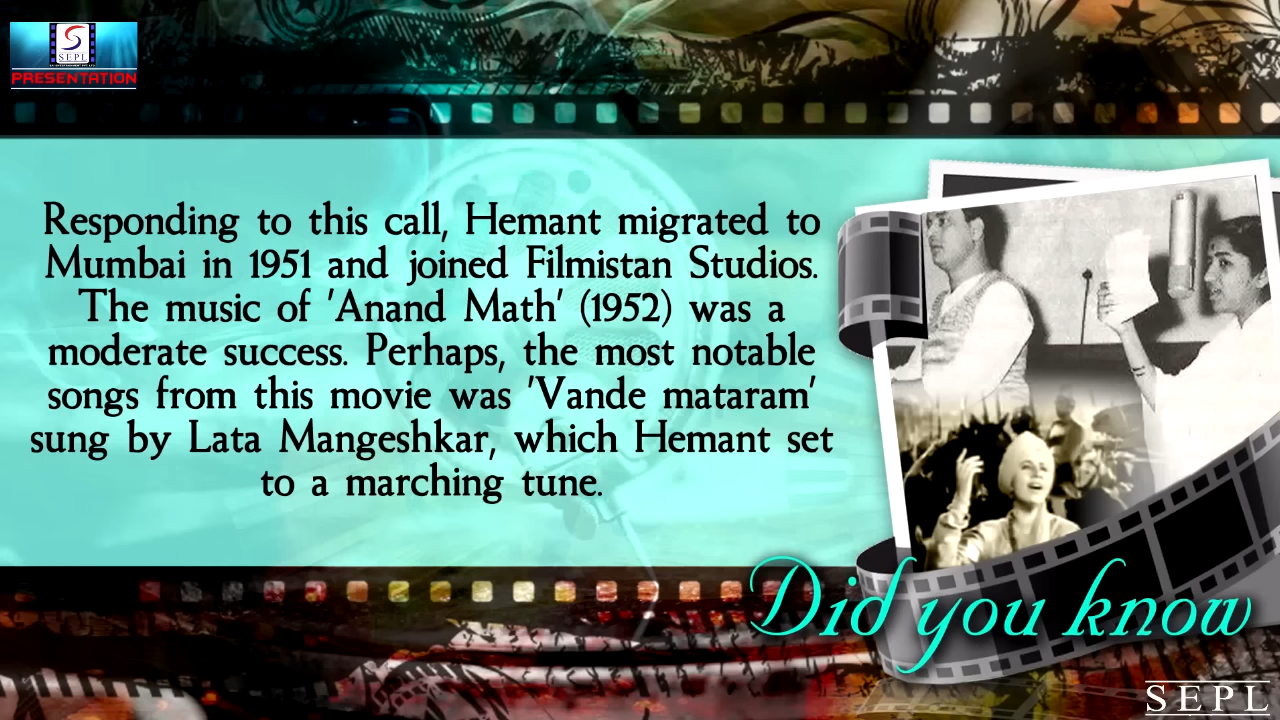 SEPL
PRESENTATION
Responding to this call, Hemant migrated to
Mumbai in 1951 and joined Filmistan Studios.
The music of 'Anand Math' (1952) was a
moderate success. Perhaps, the most notable
songs from this movie was 'Vande mataram'
sung by Lata Mangeshkar, which Hemant set
to a marching tune.
Did you know
SEPL